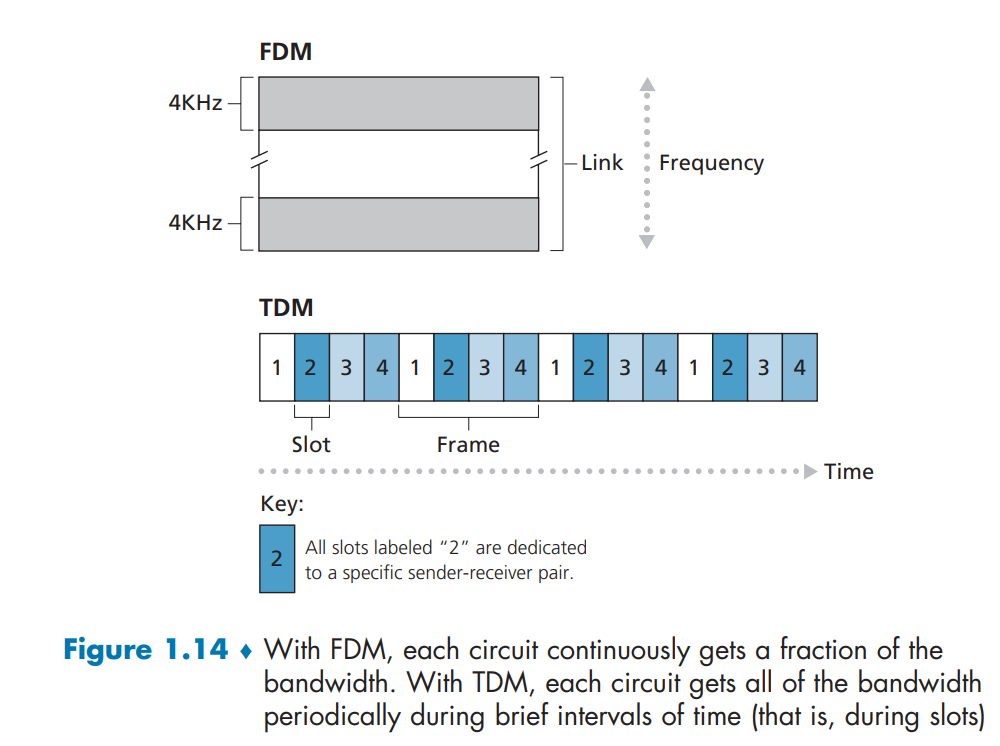 FDM
4KHz
Link
Frequency
4KHz
TDM
1 2 3 4 1 2 3 4 1 2 3 4 1 2 3 4
Slot
Frame
Time
Key:
2
All slots labeled “2” are dedicated
to a specific sender-receiver pair.
Figure 1.14 ♦ With FDM, each circuit continuously gets a fraction of the
bandwidth. With TDM, each circuit gets all of the bandwidth
periodically during brief intervals of time (that is, during slots)